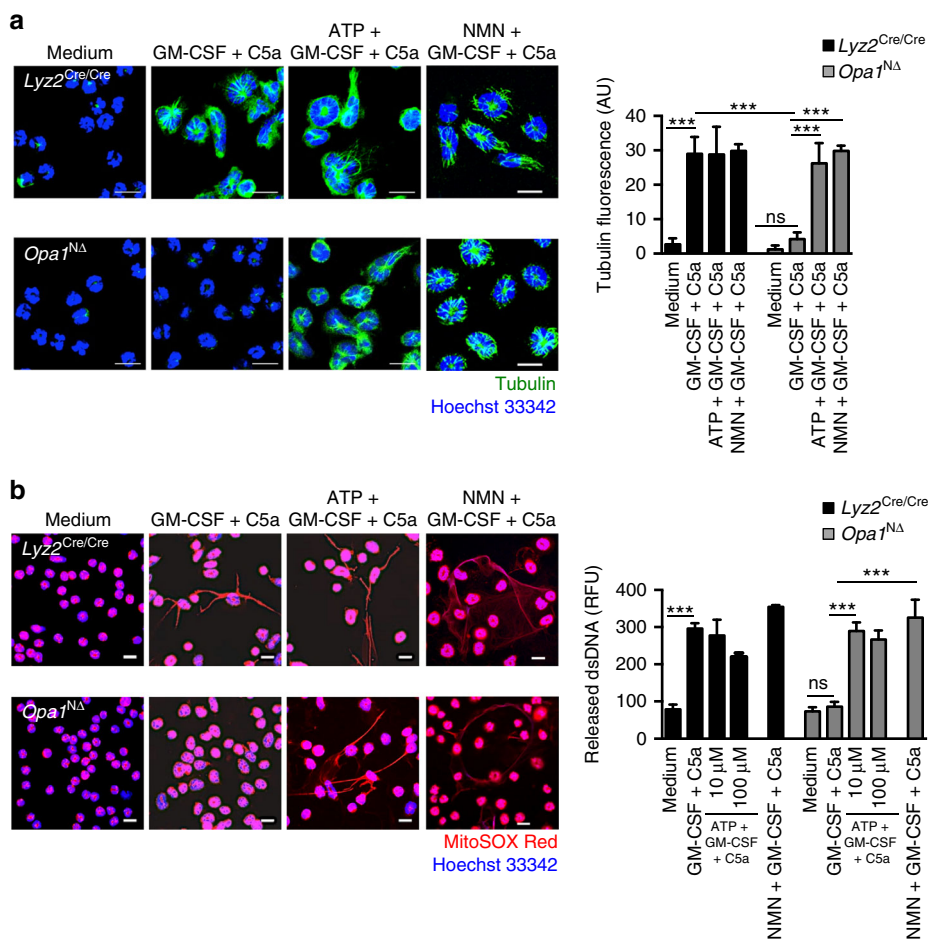 a
Medium
GM-CSF + C5a
ATP +
GM-CSF + C5a
NMN +
GM-CSF + C5a
Lyz2Cre/Cre
Opa1NΔ
Tubulin
Hoechst 33342
Lyz2Cre/Cre
Opa1NΔ
Tubulin fluorescence (AU)
40
30
20
10
0
***
***
***
***
ns
Medium
GM-CSF + C5a
ATP + GM-CSF + C5a
NMN + GM-CSF + C5a
Medium
GM-CSF + C5a
ATP + GM-CSF + C5a
NMN + GM-CSF + C5a
b
Medium
GM-CSF + C5a
ATP +
GM-CSF + C5a
NMN +
GM-CSF + C5a
Lyz2Cre/Cre
Opa1NΔ
MitoSOX Red
Hoechst 33342
Lyz2Cre/Cre
Opa1NΔ
Released dsDNA (RFU)
400
300
200
100
0
***
***
***
ns
Medium
GM-CSF + C5a
10 µM
100 µM
ATP +
GM-CSF
+ C5a
NMN + GM-CSF + C5a
Medium
GM-CSF + C5a
10 µM
100 µM
ATP +
GM-CSF
+ C5a
NMN + GM-CSF + C5a